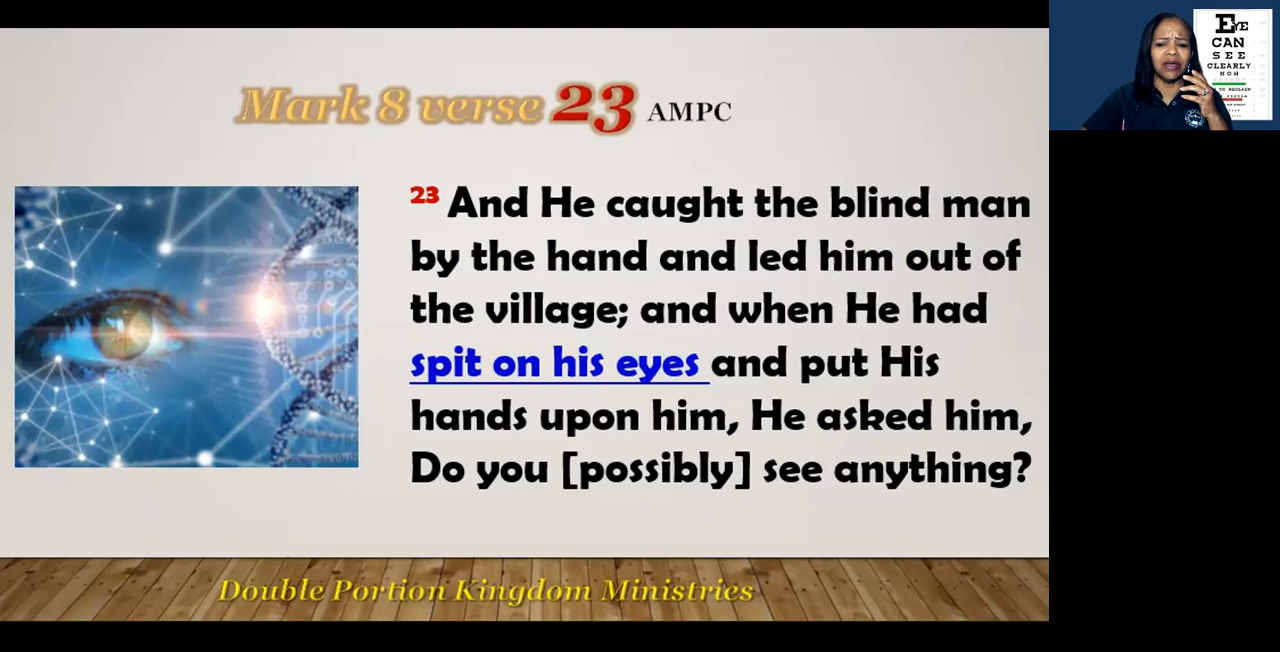 Mark 8 verse 23 AMPC
23 And He caught the blind man
by the hand and led him out of
the village; and when He had
spit on his eyes and put His
hands upon him, He asked him,
Do you [possibly] see anything?
Double Portion Kingdom Ministries
EYE
CAN
SEE
CLEARLY
NOW